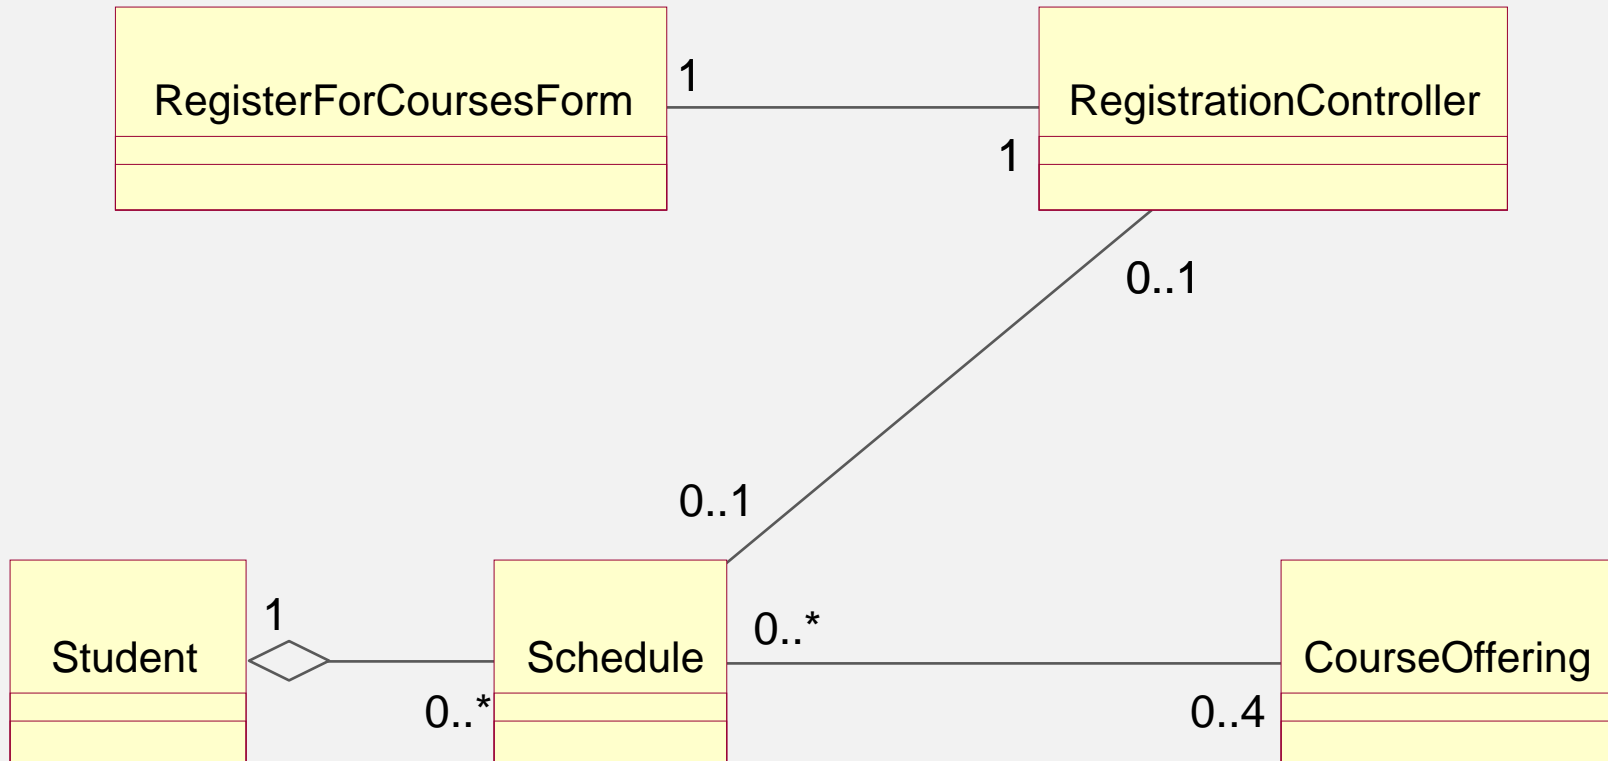 RegisterForCoursesForm
1
1
RegistrationController
0..1
0..1
Student
1
0..*
Schedule
0..*
0..4
CourseOffering